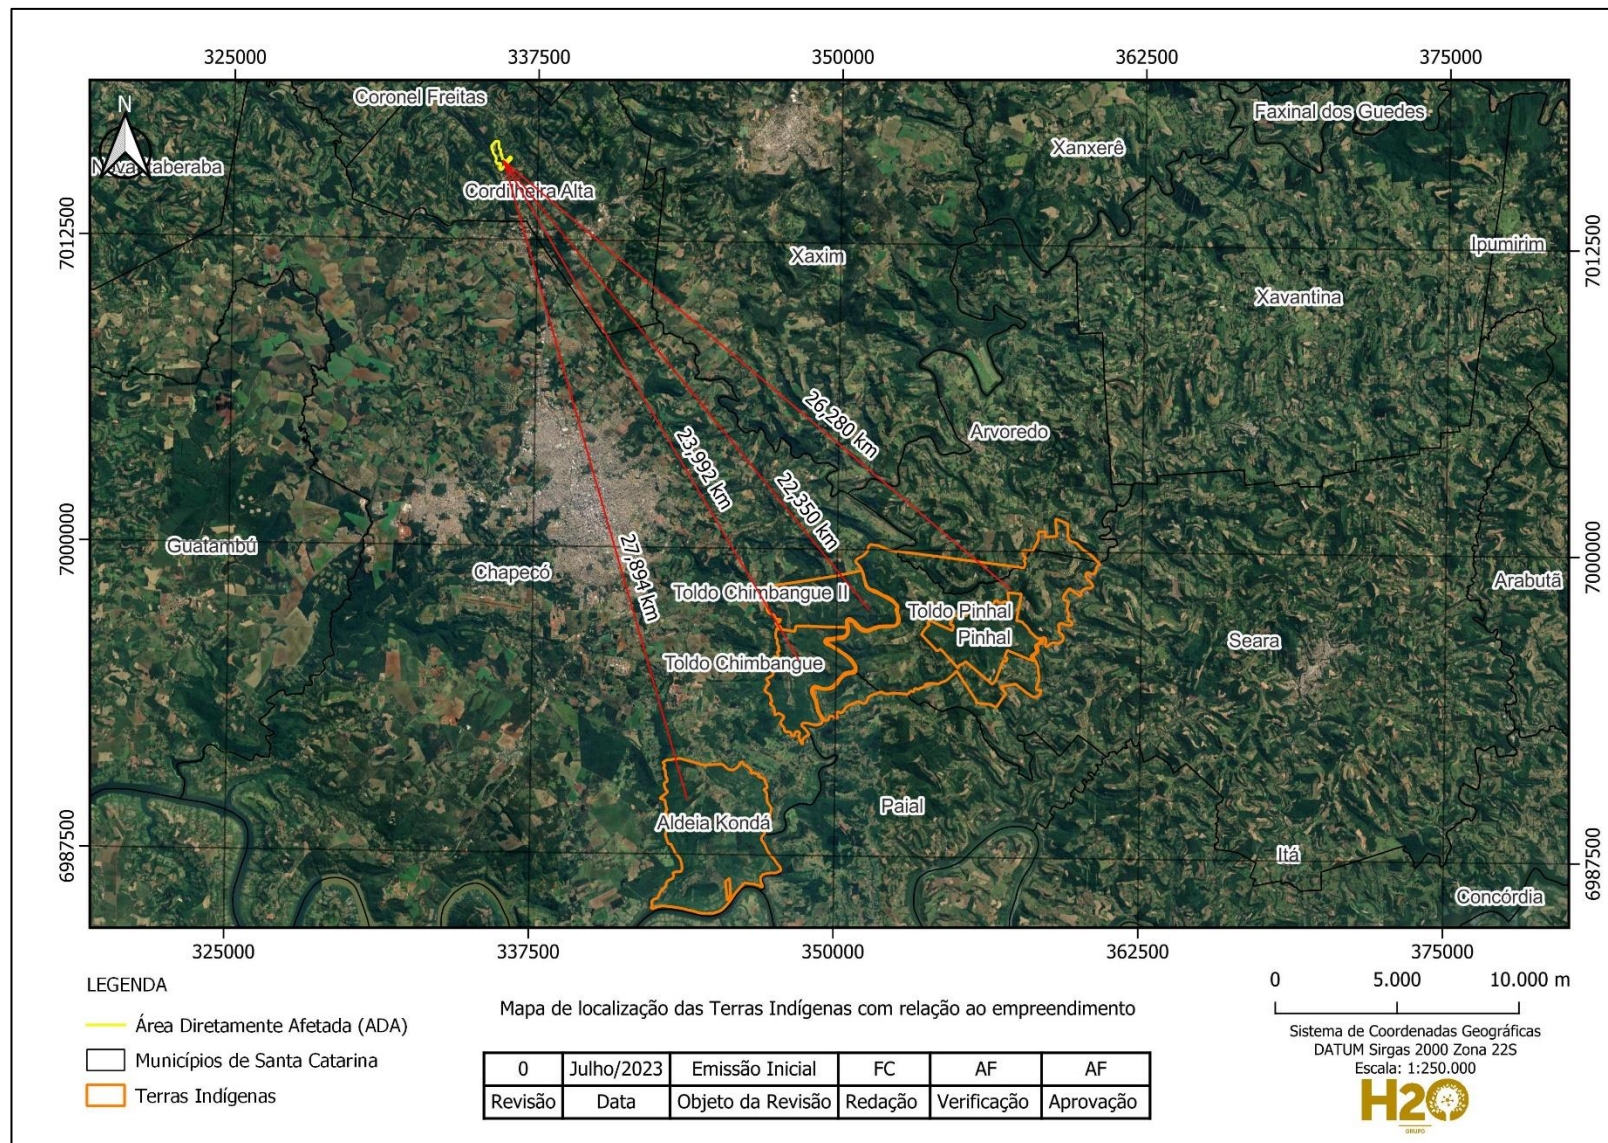 325000 337500 350000 362500 375000
Coronel Freitas
Faxinal dos Guedes
N
Xanxerê
Nova Itaberaba
Cordilheira Alta
7012500
7012500
Ipumirim
Xaxim
Xavantina
26,280 km
Arvoredo
23,992 km
22,350 km
7000000
7000000
Guatambú
Chapecó
27,894 km
Arabutã
Toldo Chimbangue II
Toldo Pinhal
Pinhal
Seara
Toldo Chimbangue
Paial
Aldeia Kondá
6987500
6987500
Itá
Concórdia
325000 337500 350000 362500 375000
LEGENDA
Área Diretamente Afetada (ADA)
Municípios de Santa Catarina
Terras Indígenas
Mapa de localização das Terras Indígenas com relação ao empreendimento
0 Julho/2023 Emissão Inicial FC AF AF
Revisão Data Objeto da Revisão Redação Verificação Aprovação
0 5.000 10.000 m
Sistema de Coordenadas Geográficas
DATUM Sirgas 2000 Zona 22S
Escala: 1:250.000
H2O
GRUPO